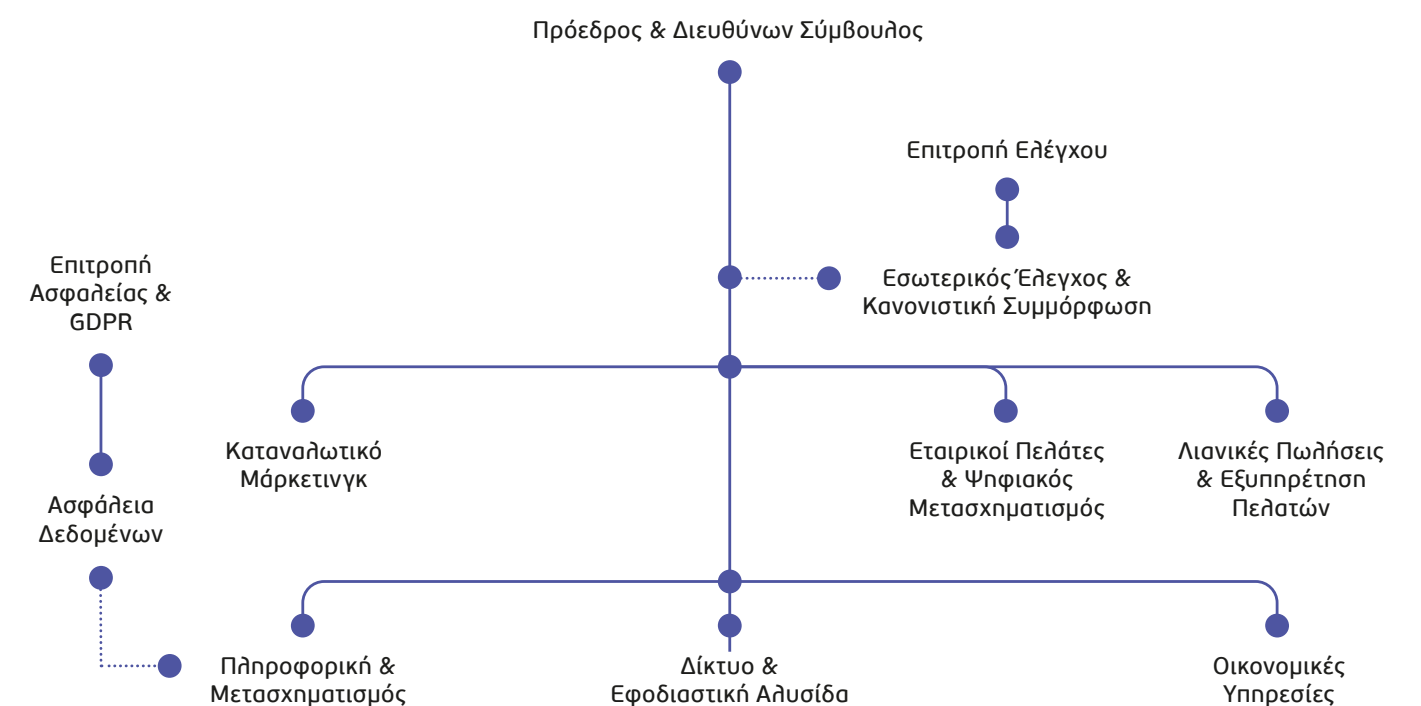 Πρόεδρος & Διευθύνων Σύμβουλος
Επιτροπή Ελέγχου
Εσωτερικός Έλεγχος &
Κανονιστική Συμμόρφωση
Επιτροπή
Ασφαλείας &
GDPR
Καταναλωτικό
Μάρκετινγκ
Εταιρικοί Πελάτες
& Ψηφιακός
Μετασχηματισμός
Λιανικές Πωλήσεις
& Εξυπηρέτηση
Πελατών
Ασφάλεια
Δεδομένων
Πληροφορική &
Μετασχηματισμός
Δίκτυο &
Εφοδιαστική Αλυσίδα
Οικονομικές
Υπηρεσίες